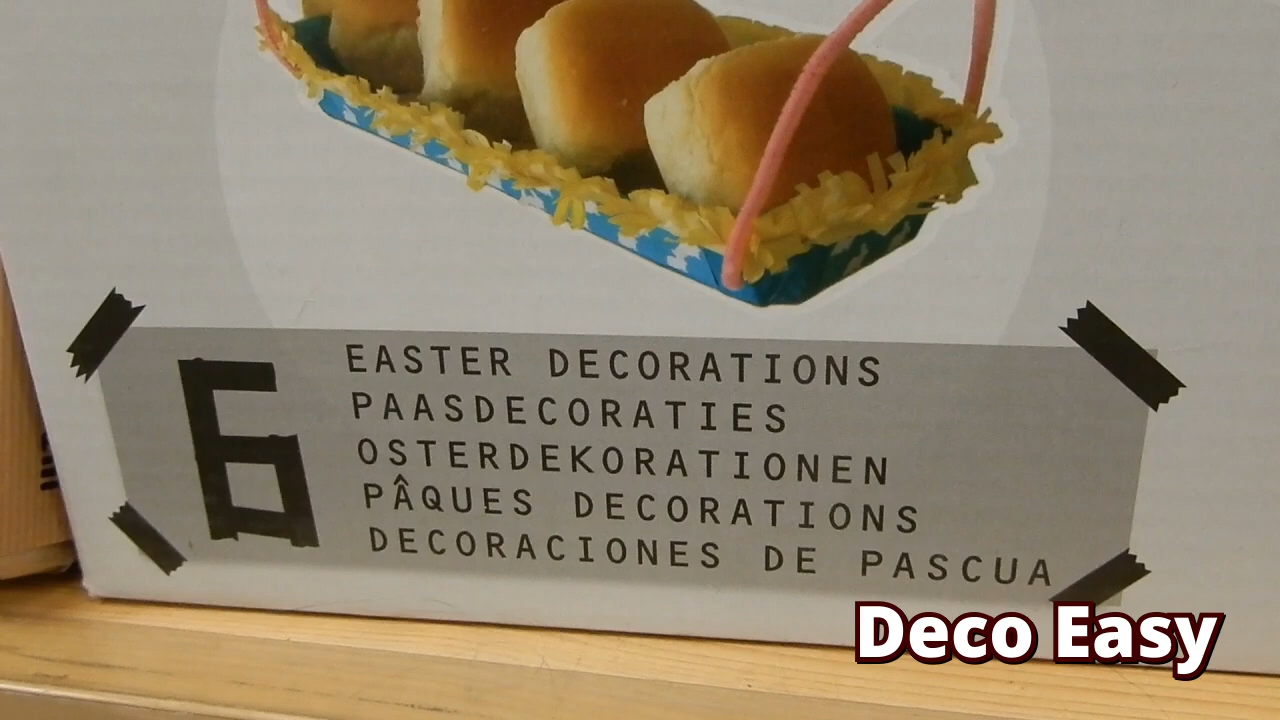 6
EASTER DECORATIONS
PAASDECORATIES
OSTERDEKORATIONEN
PÂQUES DECORATIONS
DECORACIONES DE PASCUA
Deco Easy